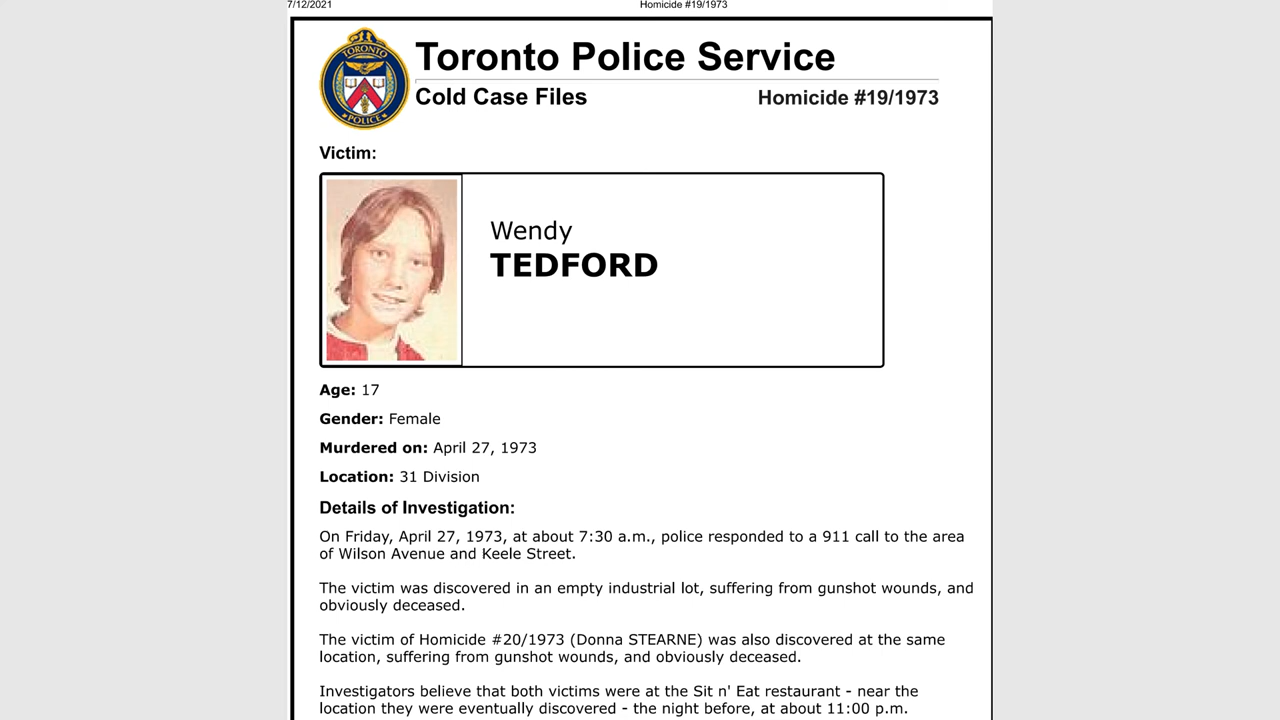 7/12/2021 Homicide #19/1973
TORONTO
POLICE
Toronto Police Service
Cold Case Files Homicide #19/1973
Victim:
Wendy
TEDFORD
Age: 17
Gender: Female
Murdered on: April 27, 1973
Location: 31 Division
Details of Investigation:
On Friday, April 27, 1973, at about 7:30 a.m., police responded to a 911 call to the area
of Wilson Avenue and Keele Street.
The victim was discovered in an empty industrial lot, suffering from gunshot wounds, and
obviously deceased.
The victim of Homicide #20/1973 (Donna STEARNE) was also discovered at the same
location, suffering from gunshot wounds, and obviously deceased.
Investigators believe that both victims were at the Sit n' Eat restaurant - near the
location they were eventually discovered - the night before, at about 11:00 p.m.